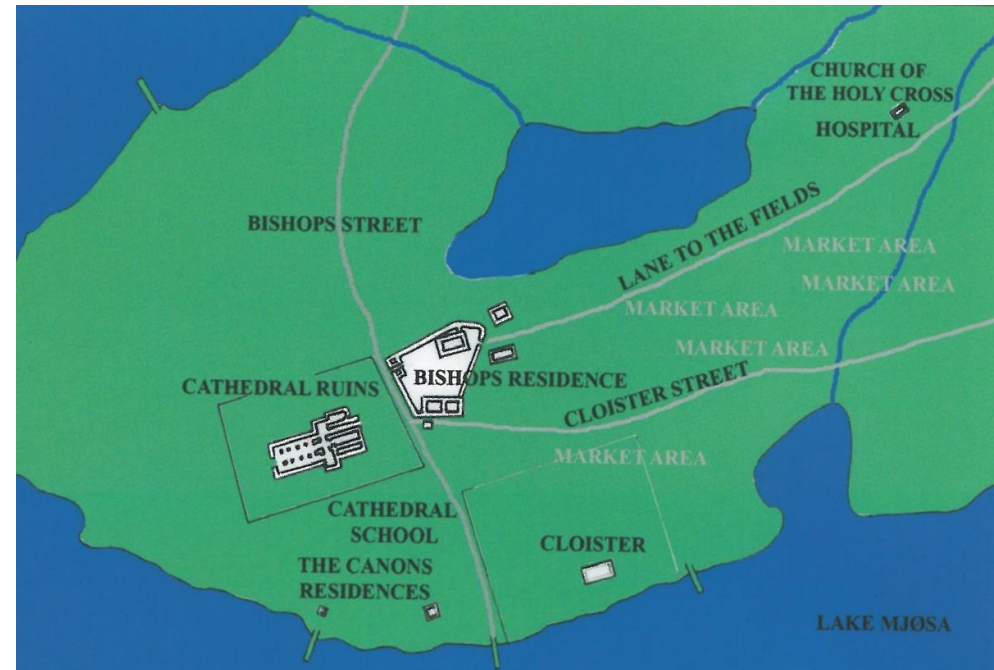 CHURCH OF
THE HOLY CROSS
HOSPITAL
BISHOPS STREET
LANE TO THE FIELDS
MARKET AREA
MARKET AREA
MARKET AREA
MARKET AREA
BISHOPS RESIDENCE
CATHEDRAL RUINS
CLOISTER STREET
MARKET AREA
CATHEDRAL
SCHOOL
CLOISTER
THE CANONS
RESIDENCES
LAKE MJØSA